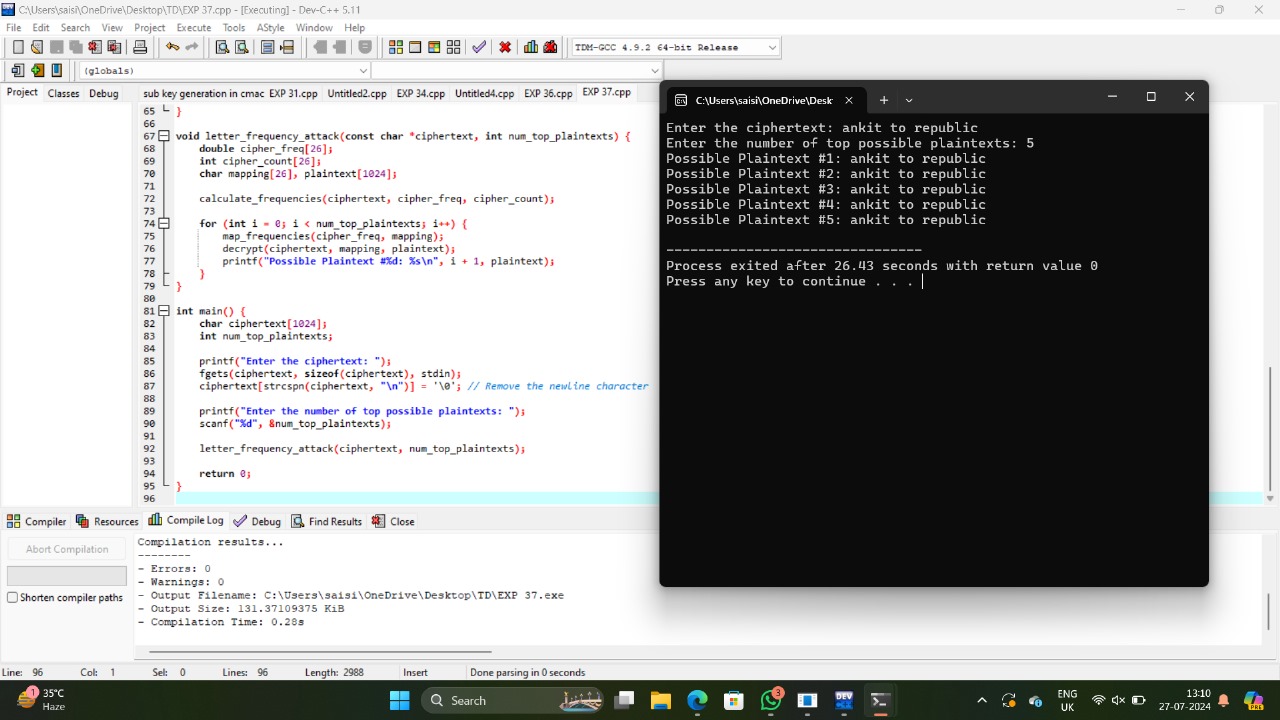 C:\Users\saisi\OneDrive\Desktop\TD\EXP 37.cpp - [Executing] - Dev-C++ 5.11
File Edit Search View Project Execute Tools AStyle Window Help
TDM-GCC 4.9.2 64-bit Release
(globals)
Project Classes Debug
sub key generation in cmac EXP 31.cpp Untitled2.cpp EXP 34.cpp Untitled4.cpp EXP 36.cpp EXP 37.cpp
65 }
66
67 void letter_frequency_attack(const char *ciphertext, int num_top_plaintexts) {
68 double cipher_freq[26];
69 int cipher_count[26];
70 char mapping[26], plaintext[1024];
71
72 calculate_frequencies(ciphertext, cipher_freq, cipher_count);
73
74 for (int i = 0; i < num_top_plaintexts; i++) {
75 map_frequencies(cipher_freq, mapping);
76 decrypt(ciphertext, mapping, plaintext);
77 printf("Possible Plaintext #%d: %s\n", i + 1, plaintext);
78 }
79 }
80
81 int main() {
82 char ciphertext[1024];
83 int num_top_plaintexts;
84
85 printf("Enter the ciphertext: ");
86 fgets(ciphertext, sizeof(ciphertext), stdin);
87 ciphertext[strcspn(ciphertext, "\n")] = '\0'; // Remove the newline character
88
89 printf("Enter the number of top possible plaintexts: ");
90 scanf("%d", &num_top_plaintexts);
91
92 letter_frequency_attack(ciphertext, num_top_plaintexts);
93
94 return 0;
95 }
96
C:\Users\saisi\OneDrive\Desk
Enter the ciphertext: ankit to republic
Enter the number of top possible plaintexts: 5
Possible Plaintext #1: ankit to republic
Possible Plaintext #2: ankit to republic
Possible Plaintext #3: ankit to republic
Possible Plaintext #4: ankit to republic
Possible Plaintext #5: ankit to republic
--------------------------------
Process exited after 26.43 seconds with return value 0
Press any key to continue . . .
Compiler Resources Compile Log Debug Find Results Close
Abort Compilation
Shorten compiler paths
Compilation results...
--------
- Errors: 0
- Warnings: 0
- Output Filename: C:\Users\saisi\OneDrive\Desktop\TD\EXP 37.exe
- Output Size: 131.37109375 KiB
- Compilation Time: 0.28s
Line: 96 Col: 1 Sel: 0 Lines: 96 Length: 2988 Insert Done parsing in 0 seconds
1
35°C
Haze
Search
3
DEV
ENG
UK
13:10
27-07-2024
PRE